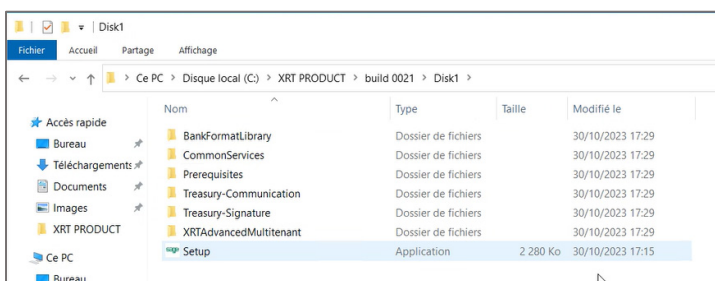 Disk1
Fichier Accueil Partage Affichage
Ce PC > Disque local (C:) > XRT PRODUCT > build 0021 > Disk1 >
Nom Type Taille Modifié le
Accès rapide
Bureau
Téléchargements
Documents
Images
XRT PRODUCT
Ce PC
Bureau
BankFormatLibrary Dossier de fichiers 30/10/2023 17:29
CommonServices Dossier de fichiers 30/10/2023 17:29
Prerequisites Dossier de fichiers 30/10/2023 17:29
Treasury-Communication Dossier de fichiers 30/10/2023 17:29
Treasury-Signature Dossier de fichiers 30/10/2023 17:29
XRTAdvancedMultitenant Dossier de fichiers 30/10/2023 17:29
Setup Application 2 280 Ko 30/10/2023 17:15